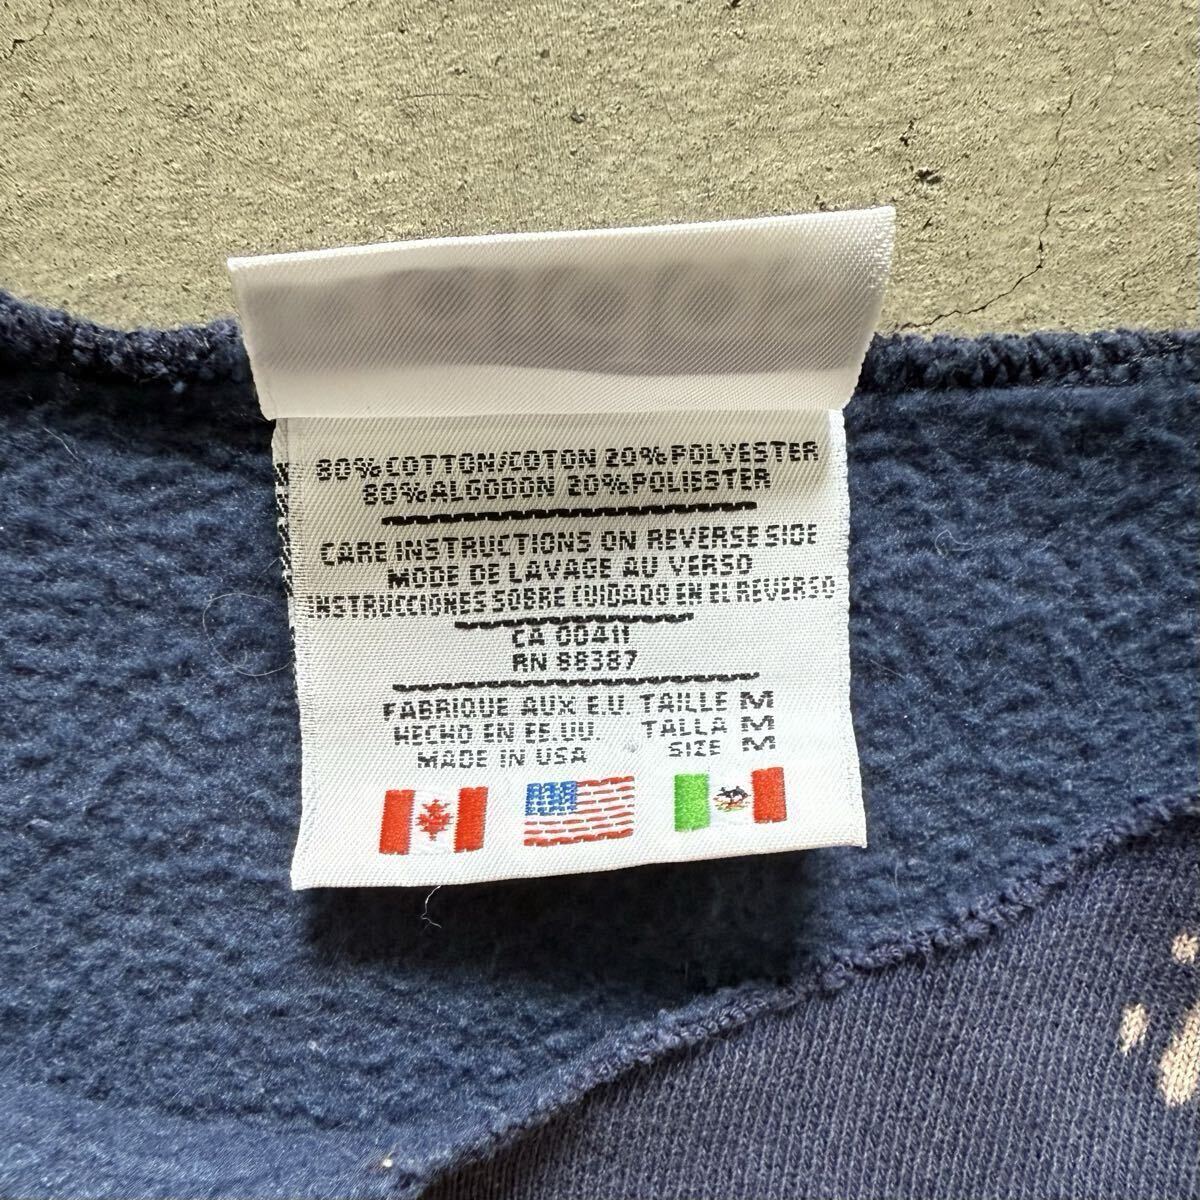 80% COTTON/COTON 20% POLYESTER
80% ALGODON 20% POLIESTER
CARE INSTRUCTIONS ON REVERSE SIDE
MODE DE LAVAGE AU VERSO
INSTRUCCIONES SOBRE CUIDADO EN EL REVERSO
CA 00411
RN 88387
FABRIQUE AUX E.U. TAILLE M
HECHO EN EE.UU. TALLA M
MADE IN USA SIZE M